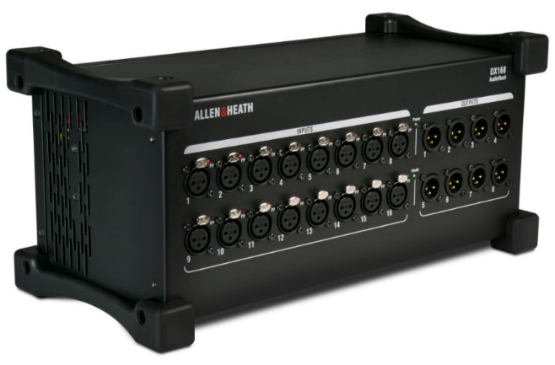 ALLEN&HEATH
DX168
AudioRack
INPUTS
OUTPUTS
Power
1 2 3 4 5 6 7 8
1 2 3 4
9 10 11 12 13 14 15 16
5 6 7 8